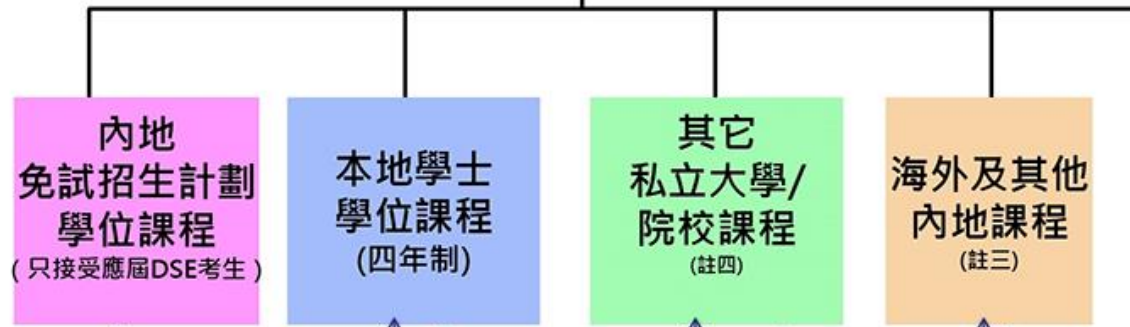 內地
免試招生計劃
學位課程
(只接受應屆DSE考生)
本地學士
學位課程
(四年制)
其它
私立大學/
院校課程
(註四)
海外及其他
內地課程
(註三)